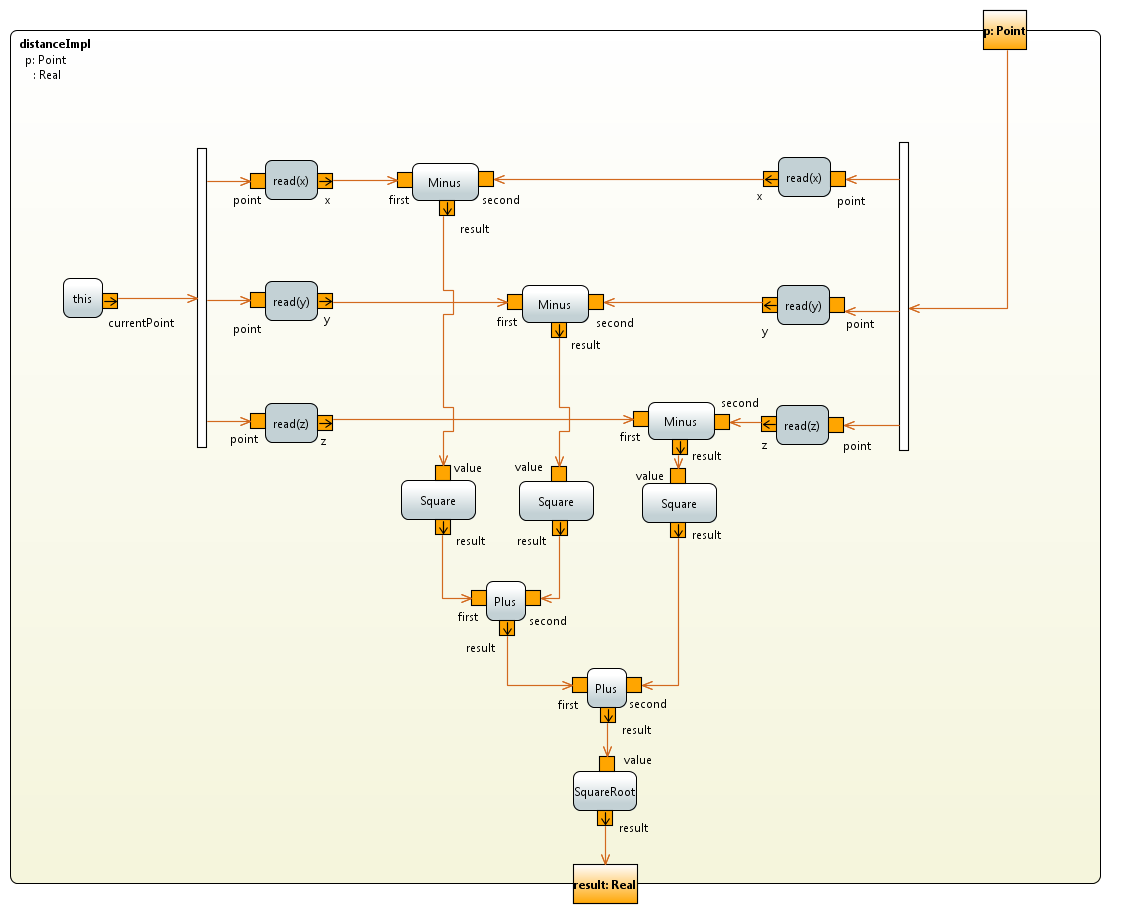 p: Point
distanceImpl
p: Point
: Real
read(x)
Minus
read(x)
point
x
first
second
x
point
result
this
read(y)
Minus
read(y)
currentPoint
point
y
first
second
y
point
result
read(z)
Minus
second
read(z)
point
z
first
result
z
point
value
value
value
Square
Square
Square
result
result
result
Plus
first
second
result
Plus
first
second
result
value
SquareRoot
result
result: Real